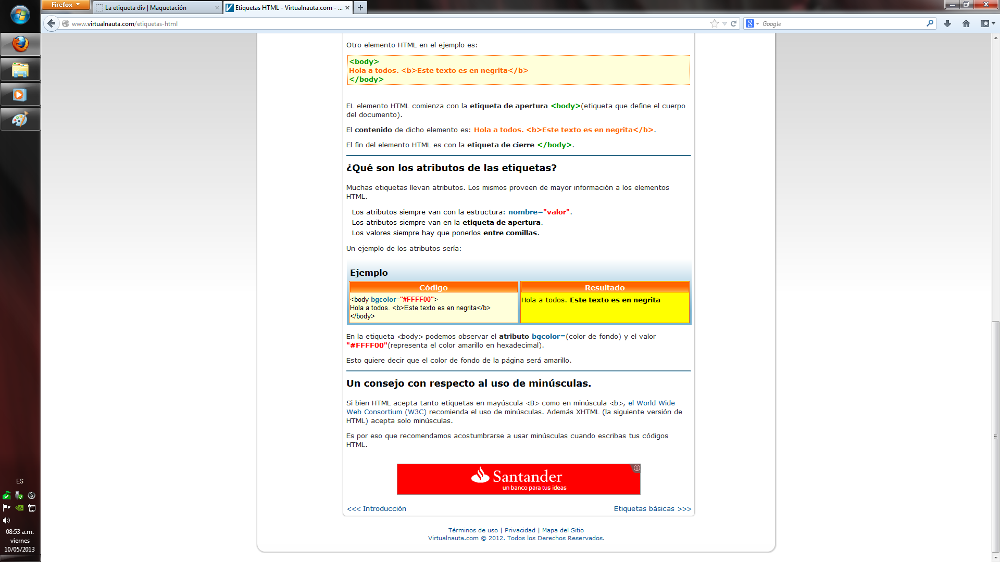 Firefox
La etiqueta div | Maquetación
Etiquetas HTML - Virtualnauta.com - ...
www.virtualnauta.com/etiquetas-html
Google
Otro elemento HTML en el ejemplo es:
<body>
Hola a todos. <b>Este texto es en negrita</b>
</body>
EL elemento HTML comienza con la etiqueta de apertura <body>(etiqueta que define el cuerpo
del documento).
El contenido de dicho elemento es: Hola a todos. <b>Este texto es en negrita</b>.
El fin del elemento HTML es con la etiqueta de cierre </body>.
¿Qué son los atributos de las etiquetas?
Muchas etiquetas llevan atributos. Los mismos proveen de mayor información a los elementos
HTML.
Los atributos siempre van con la estructura: nombre="valor".
Los atributos siempre van en la etiqueta de apertura.
Los valores siempre hay que ponerlos entre comillas.
Un ejemplo de los atributos sería:
Ejemplo
Código
<body bgcolor="#FFFF00">
Hola a todos. <b>Este texto es en negrita</b>
</body>
Resultado
Hola a todos. Este texto es en negrita
En la etiqueta <body> podemos observar el atributo bgcolor=(color de fondo) y el valor
"#FFFF00"(representa el color amarillo en hexadecimal).
Esto quiere decir que el color de fondo de la página será amarillo.
Un consejo con respecto al uso de minúsculas.
Si bien HTML acepta tanto etiquetas en mayúscula <B> como en minúscula <b>, el World Wide
Web Consortium (W3C) recomienda el uso de minúsculas. Además XHTML (la siguiente versión de
HTML) acepta solo minúsculas.
Es por eso que recomendamos acostumbrarse a usar minúsculas cuando escribas tus códigos
HTML.
Santander
un banco para tus ideas
<<< Introducción
Etiquetas básicas >>>
Términos de uso | Privacidad | Mapa del Sitio
Virtualnauta.com © 2012. Todos los Derechos Reservados.
ES
08:53 a.m.
viernes
10/05/2013